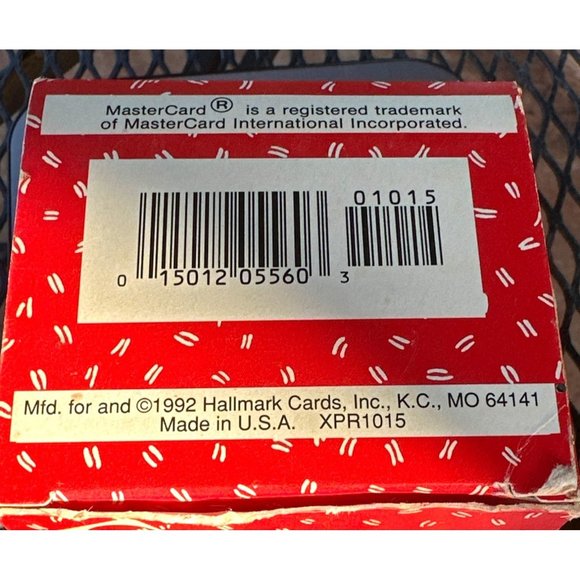 MasterCard® is a registered trademark
of MasterCard International Incorporated.
01015
0 15012 05560 3
Mfd. for and ©1992 Hallmark Cards, Inc., K.C., MO 64141
Made in U.S.A. XPR1015